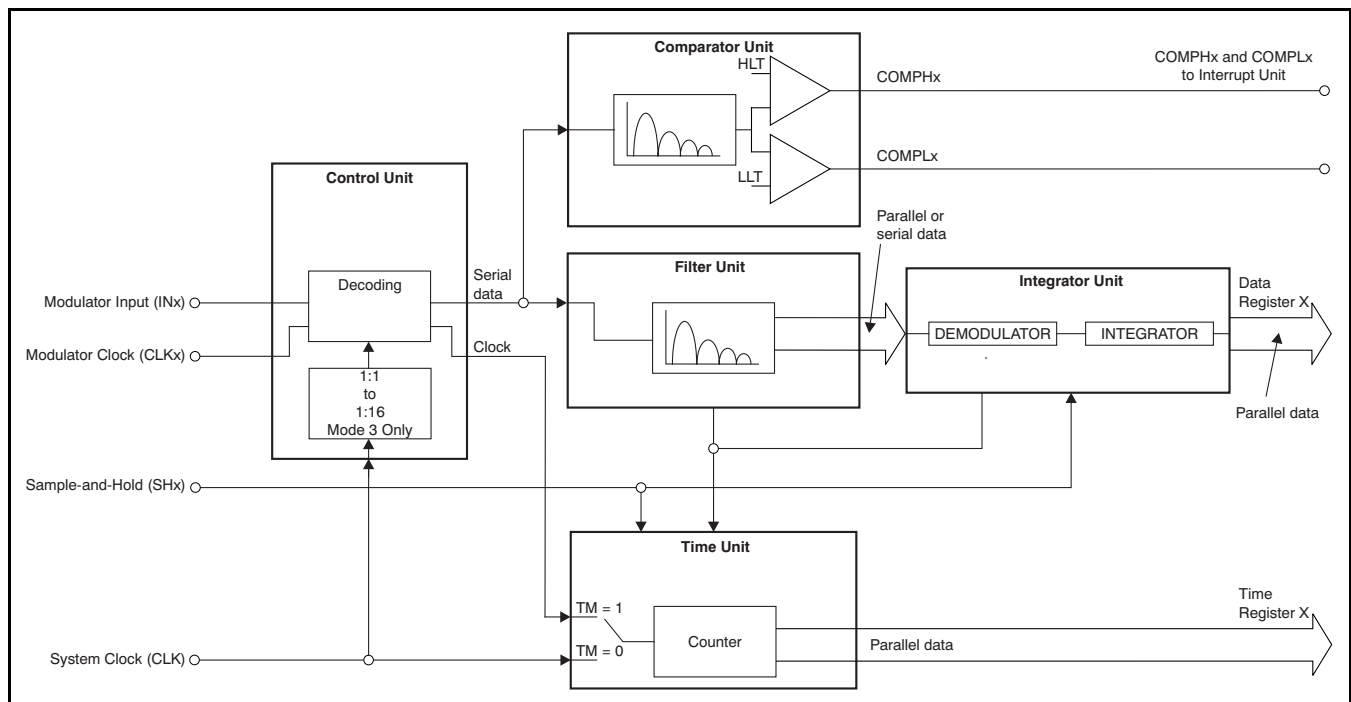 Comparator Unit
HLT
COMPHx
COMPHx and COMPLx
to Interrupt Unit
LLT
COMPLx
Control Unit
Decoding
Modulator Input (INx)
Modulator Clock (CLKx)
1:1
to
1:16
Mode 3 Only
Serial
data
Clock
Filter Unit
Parallel or
serial data
Integrator Unit
DEMODULATOR
INTEGRATOR
Data
Register X
Parallel data
Sample-and-Hold (SHx)
Time Unit
TM = 1
TM = 0
Counter
System Clock (CLK)
Parallel data
Time
Register X